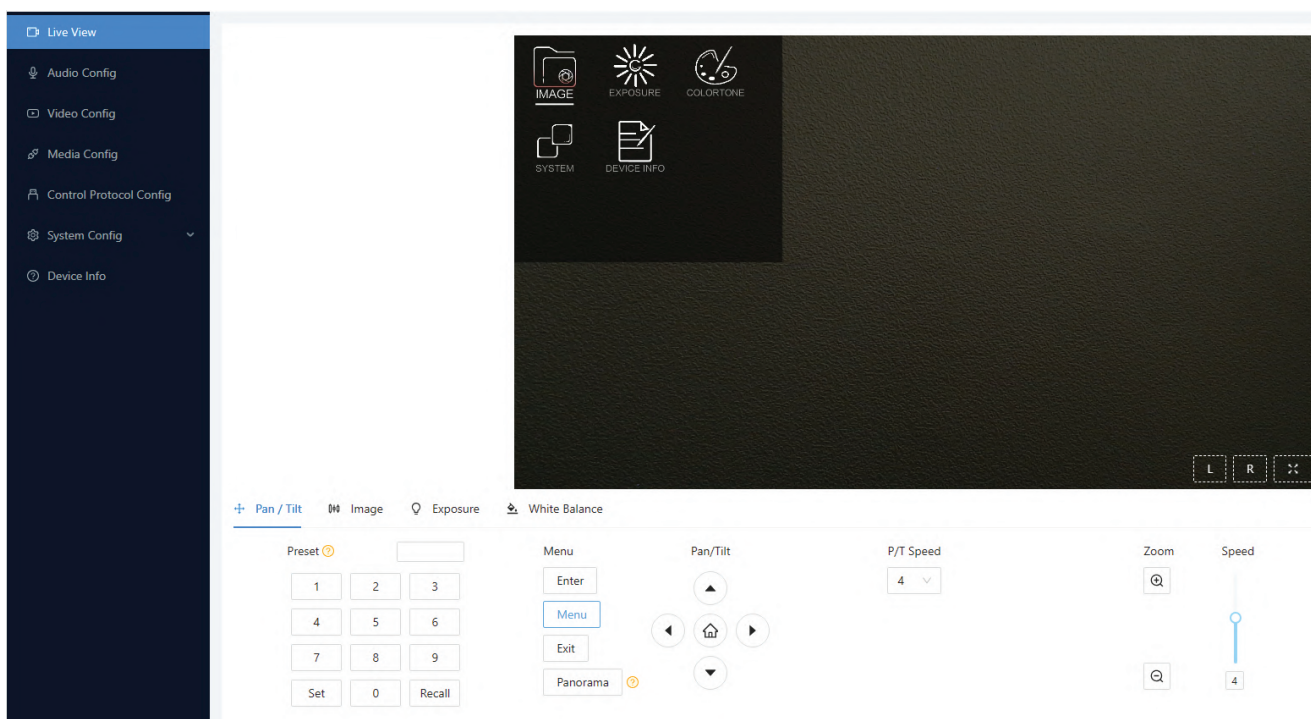 Live View
Audio Config
Video Config
Media Config
Control Protocol Config
System Config
Device Info
IMAGE EXPOSURE COLORTONE
SYSTEM DEVICE INFO
L R
Pan / Tilt Image Exposure White Balance
Preset
1 2 3
4 5 6
7 8 9
Set 0 Recall
Menu
Enter
Menu
Exit
Panorama
Pan/Tilt
P/T Speed
4
Zoom
Speed
4